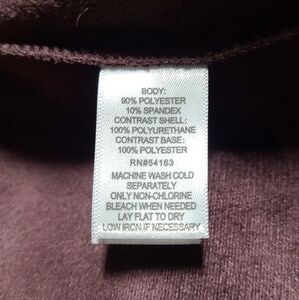 BODY:
90% POLYESTER
10% SPANDEX
CONTRAST SHELL:
100% POLYURETHANE
CONTRAST BASE:
100% POLYESTER
RN#54163
MACHINE WASH COLD
SEPARATELY
ONLY NON-CHLORINE
BLEACH WHEN NEEDED
LAY FLAT TO DRY
LOW IRON IF NECESSARY